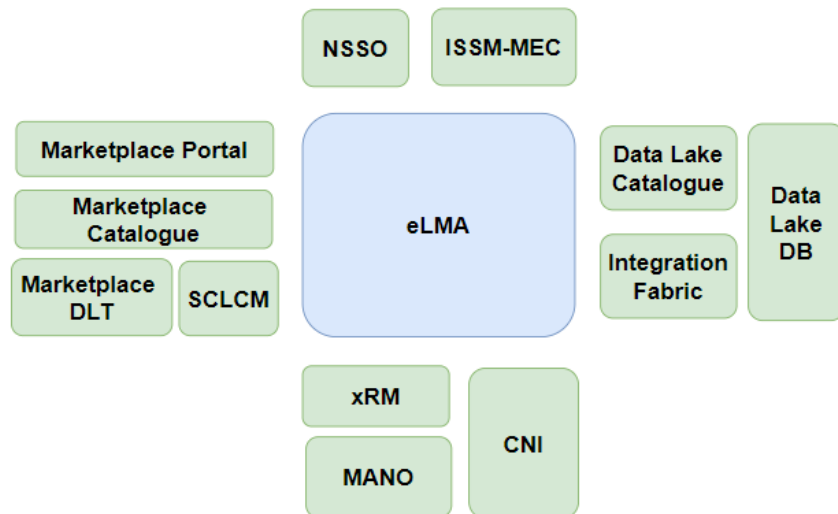 NSSO
ISSM-MEC
Marketplace Portal
Marketplace
Catalogue
Marketplace
DLT
SCLCM
eLMA
Data Lake
Catalogue
Integration
Fabric
Data
Lake
DB
xRM
MANO
CNI